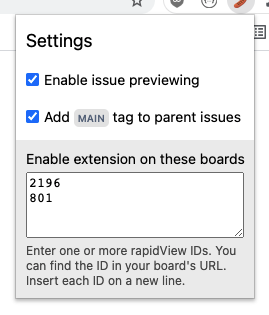 Settings
Enable issue previewing
Add MAIN tag to parent issues
Enable extension on these boards
2196
801
Enter one or more rapidView IDs. You
can find the ID in your board's URL.
Insert each ID on a new line.